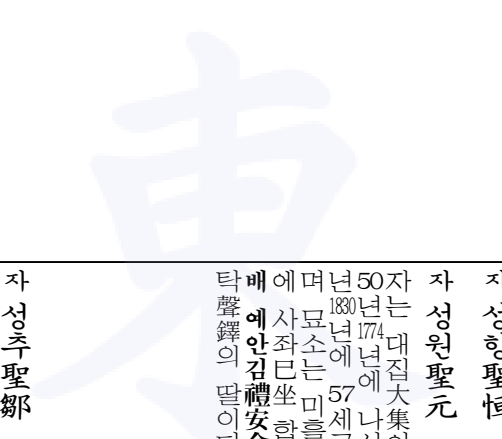 東
자 성항聖恒
자 성원聖元
자는 대집大集
50년1774년에 나
년1830년에 57세
며 묘소는 미흘
에 사좌巳坐 합
배 예안김禮安
탁聲鐸의 딸이
자 성추聖鄒